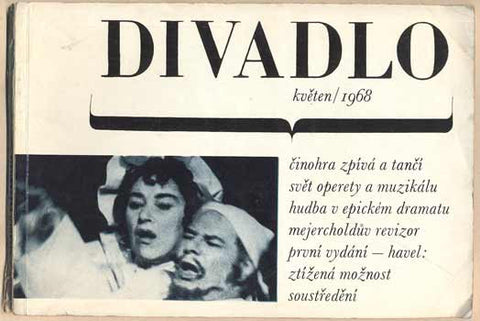 DIVADLO
květen/1968
činohra zpívá a tančí
svět operety a muzikálu
hudba v epickém dramatu
mejercholdův revizor
první vydání – havel:
ztížená možnost
soustředění